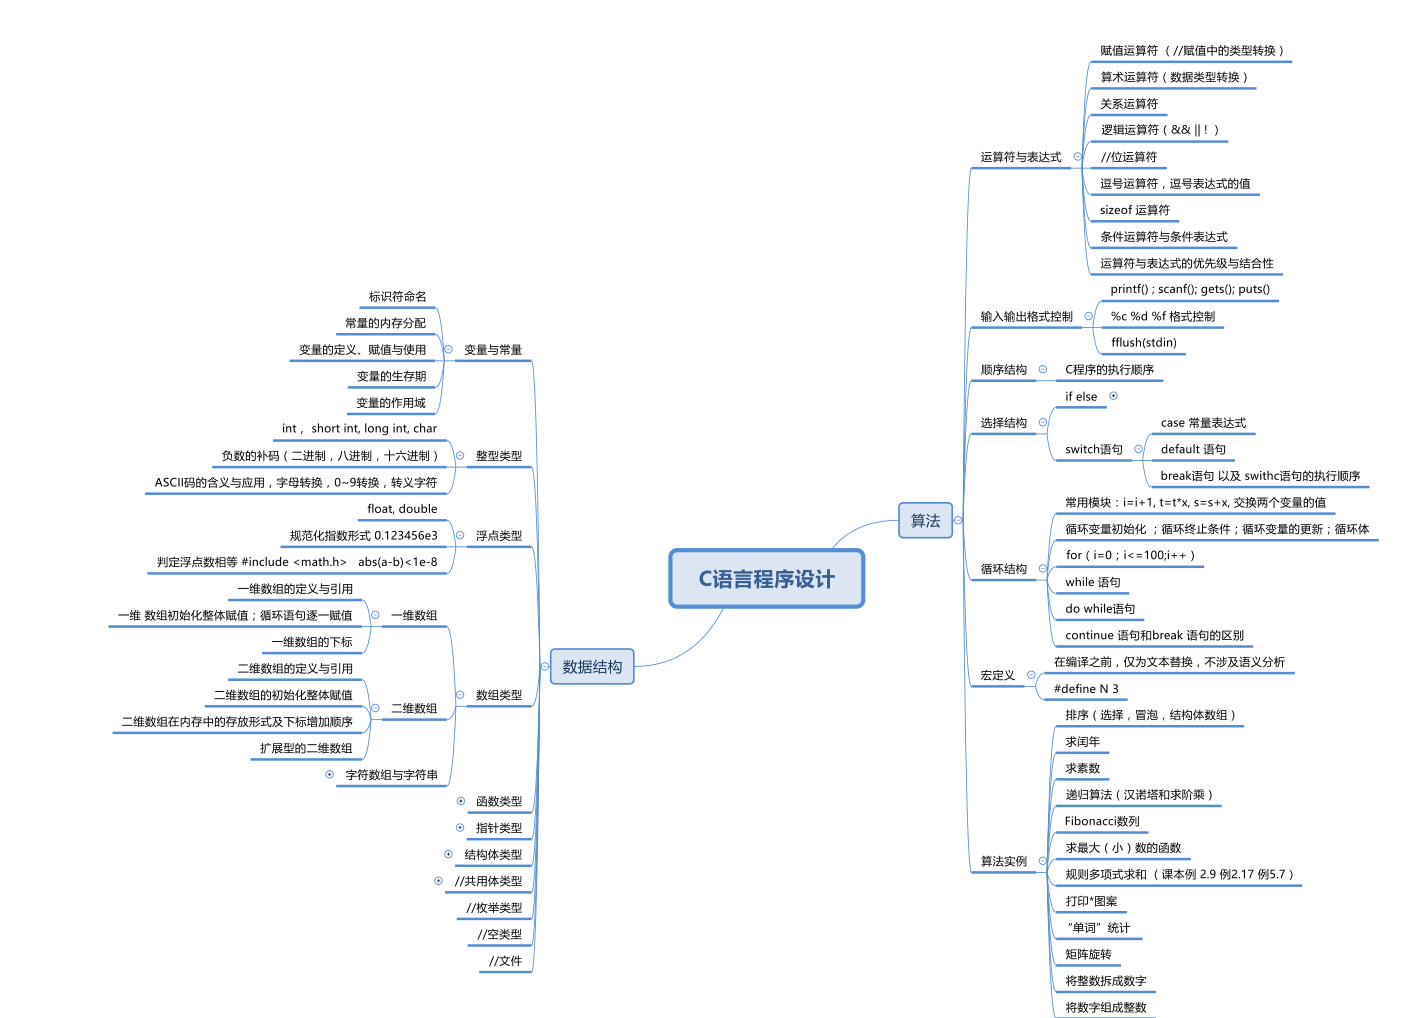 C语言程序设计
算法
运算符与表达式
赋值运算符 （ //赋值中的类型转换 ）
算术运算符（ 数据类型转换 ）
关系运算符
逻辑运算符（ && || ! ）
//位运算符
逗号运算符，逗号表达式的值
sizeof 运算符
条件运算符与条件表达式
运算符与表达式的优先级与结合性
输入输出格式控制
printf() ; scanf(); gets(); puts()
%c %d %f 格式控制
fflush(stdin)
顺序结构
C程序的执行顺序
选择结构
if else
switch语句
case 常量表达式
default 语句
break语句 以及 swithc语句的执行顺序
循环结构
常用模块：i=i+1, t=t*x, s=s+x, 交换两个变量的值
循环变量初始化 ；循环终止条件；循环变量的更新；循环体
for（ i=0；i<=100;i++ ）
while 语句
do while语句
continue 语句和break 语句的区别
宏定义
在编译之前，仅为文本替换，不涉及语义分析
#define N 3
算法实例
排序（ 选择，冒泡，结构体数组 ）
求闰年
求素数
递归算法（ 汉诺塔和求阶乘 ）
Fibonacci数列
求最大（小）数的函数
规则多项式求和 （ 课本例 2.9 例2.17 例5.7 ）
打印*图案
“单词”统计
矩阵旋转
将整数拆成数字
将数字组成整数
数据结构
变量与常量
标识符命名
常量的内存分配
变量的定义、赋值与使用
变量的生存期
变量的作用域
整型类型
int ，short int, long int, char
负数的补码（ 二进制，八进制，十六进制 ）
ASCII码的含义与应用，字母转换，0~9转换，转义字符
浮点类型
float, double
规范化指数形式 0.123456e3
判定浮点数相等 #include <math.h> abs(a-b)<1e-8
数组类型
一维数组
一维数组的定义与引用
一维 数组初始化整体赋值；循环语句逐一赋值
一维数组的下标
二维数组
二维数组的定义与引用
二维数组的初始化整体赋值
二维数组在内存中的存放形式及下标增加顺序
扩展型的二维数组
字符数组与字符串
函数类型
指针类型
结构体类型
//共用体类型
//枚举类型
//空类型
//文件